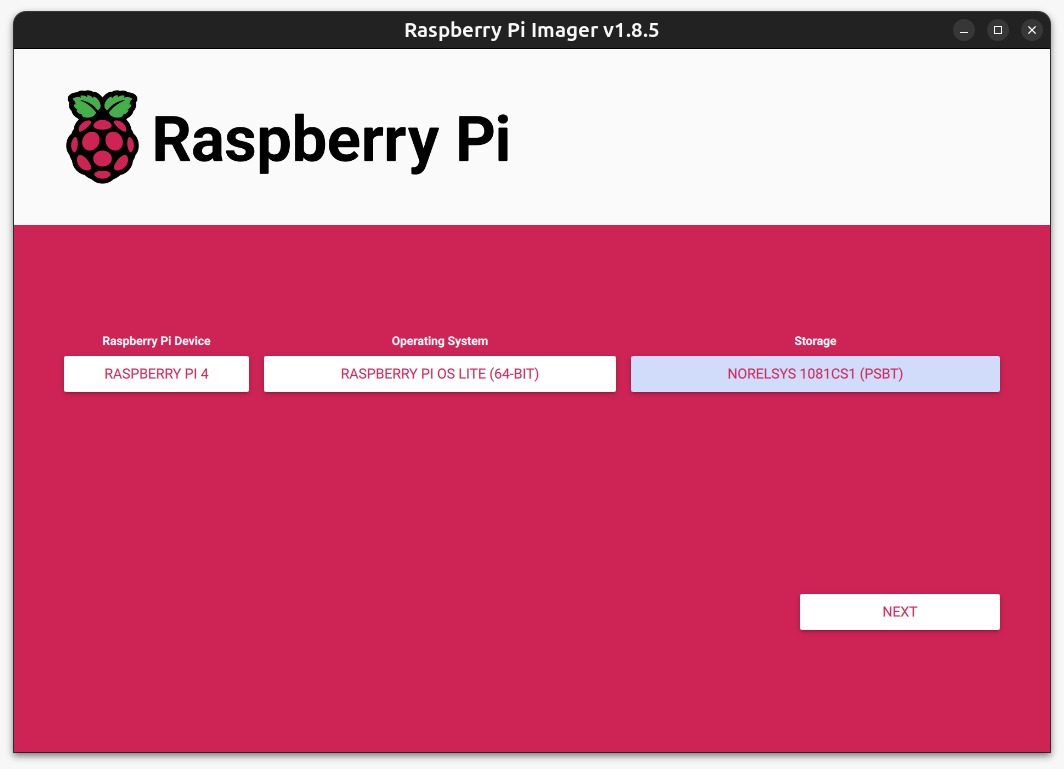 Raspberry Pi Imager v1.8.5
Raspberry Pi
Raspberry Pi Device
Operating System
Storage
RASPBERRY PI 4
RASPBERRY PI OS LITE (64-BIT)
NORELSYS 1081CS1 (PSBT)
NEXT